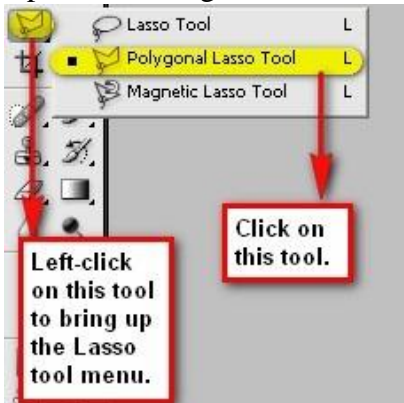 Lasso Tool L
Polygonal Lasso Tool L
Magnetic Lasso Tool L
Click on
this tool.
Left-click
on this tool
to bring up
the Lasso
tool menu.